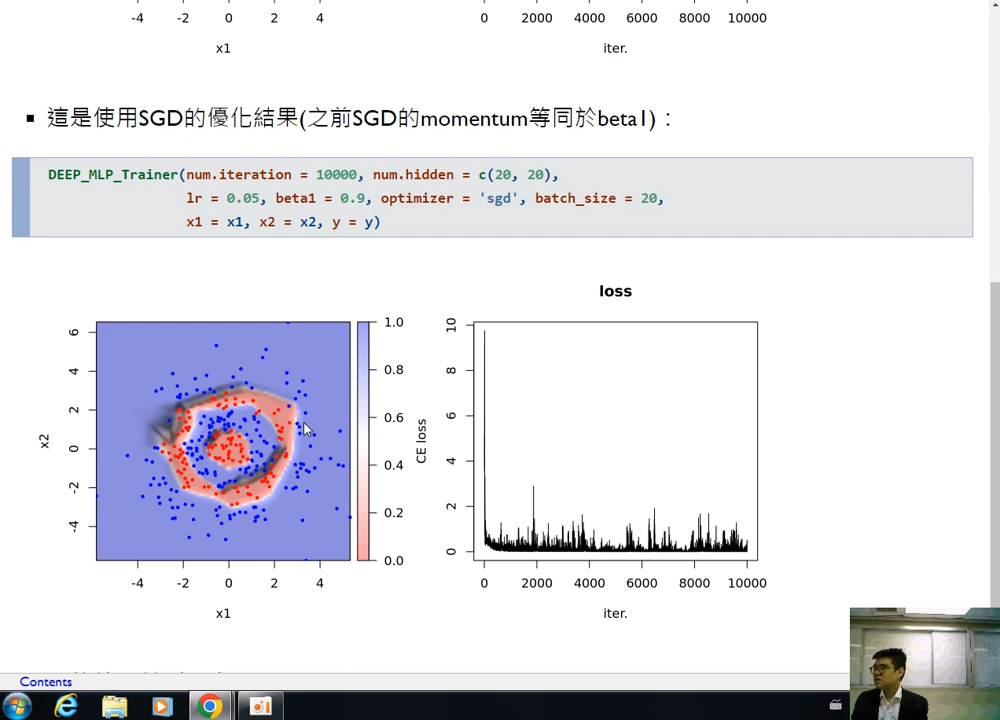 -4 -2 0 2 4
0 2000 4000 6000 8000 10000
x1
iter.
這是使用SGD的優化結果(之前SGD的momentum等同於beta1)：
DEEP_MLP_Trainer(num.iteration = 10000, num.hidden = c(20, 20),
lr = 0.05, beta1 = 0.9, optimizer = 'sgd', batch_size = 20,
x1 = x1, x2 = x2, y = y)
x2
6
4
2
0
-2
-4
-4 -2 0 2 4
x1
1.0
0.8
0.6
0.4
0.2
0.0
loss
CE loss
10
8
6
4
2
0
0 2000 4000 6000 8000 10000
iter.
Contents